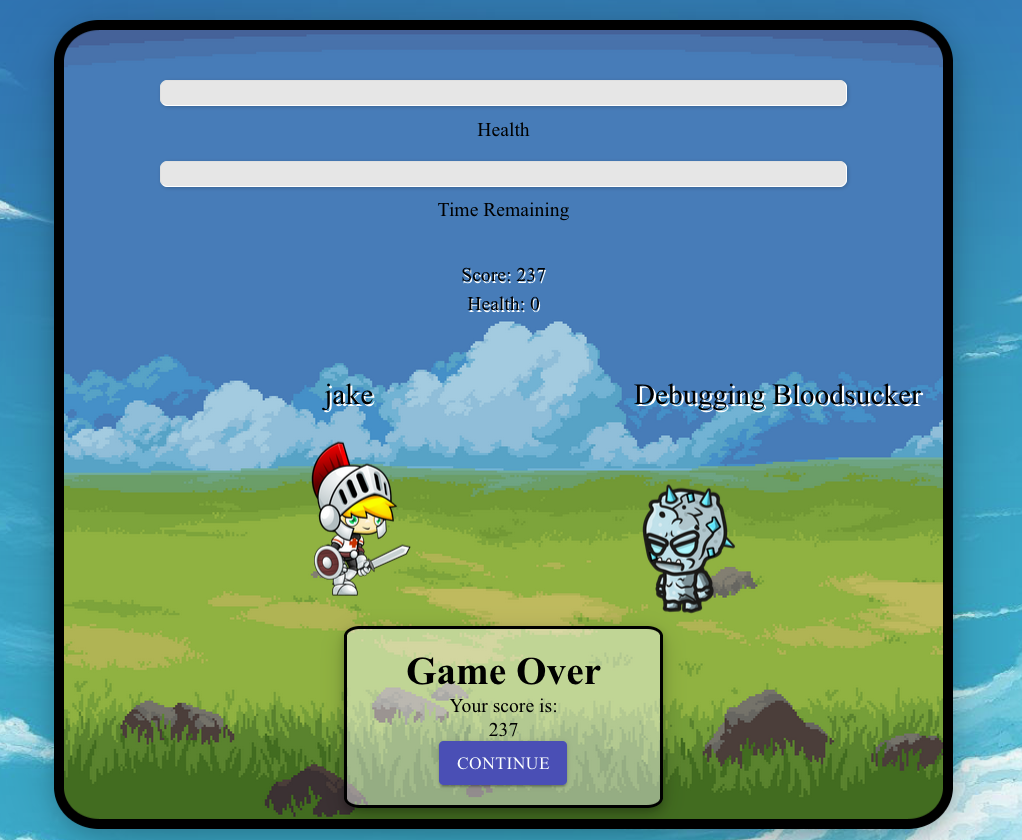 Health
Time Remaining
Score: 237
Health: 0
jake
Debugging Bloodsucker
Game Over
Your score is:
237
CONTINUE